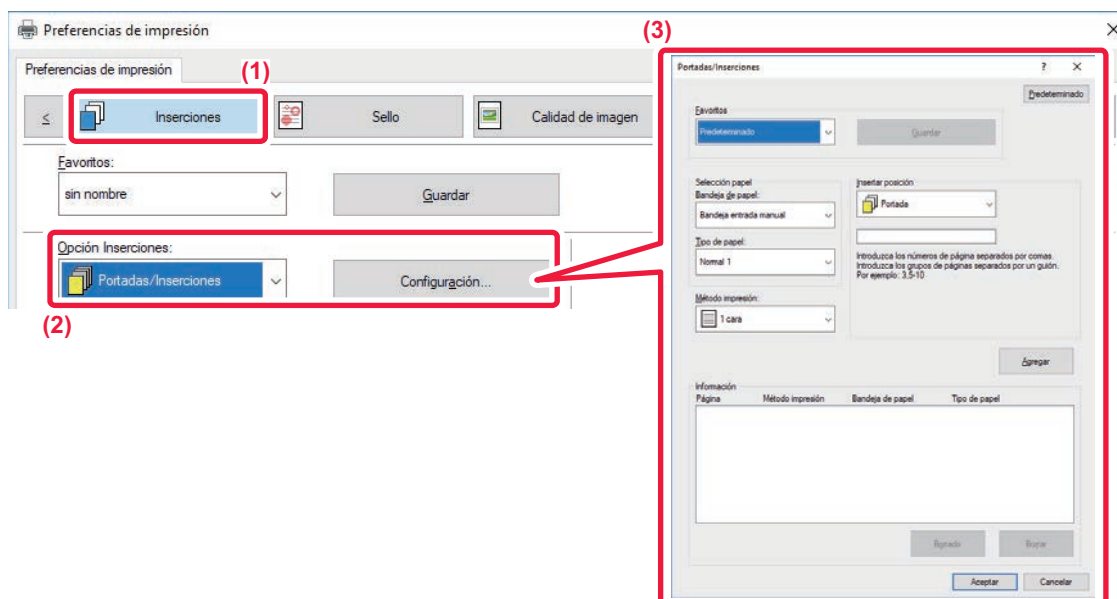 Preferencias de impresión
Preferencias de impresión
(1)
<
Inserciones
Sello
Calidad de imagen
Favoritos:
sin nombre
Guardar
Opción Inserciones:
Portadas/Inserciones
Configuración...
(2)
(3)
Portadas/Inserciones
?
Predeterminado
Favoritos
Predeterminado
Guardar
Selección papel
Bandeja de papel:
Bandeja entrada manual
Tipo de papel:
Normal 1
Método impresión:
1 cara
Insertar posición
Portada
Introduzca los números de página separados por comas.
Introduzca los grupos de páginas separados por un guión.
Por ejemplo: 3,5-10
Agregar
Información
Página Método impresión Bandeja de papel Tipo de papel
Borrar
Aceptar Cancelar